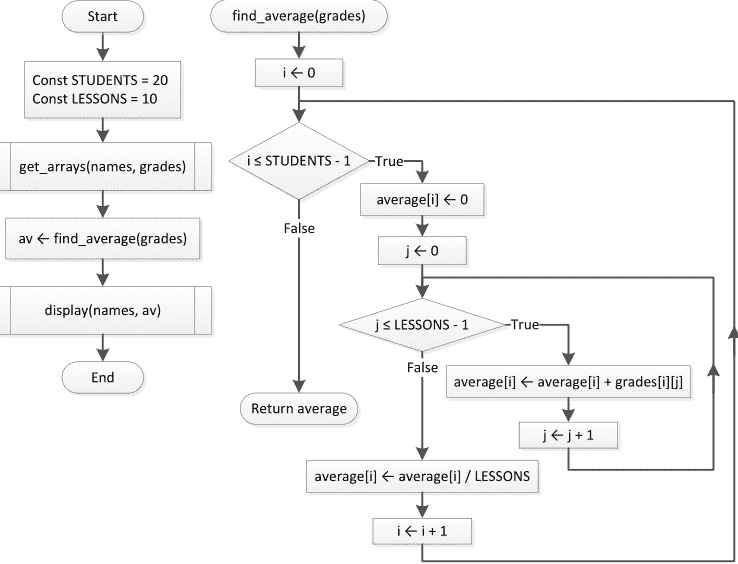 Start
Const STUDENTS = 20
Const LESSONS = 10
get_arrays(names, grades)
av ← find_average(grades)
display(names, av)
End
find_average(grades)
i ← 0
i ≤ STUDENTS - 1
True
False
average[i] ← 0
j ← 0
j ≤ LESSONS - 1
True
False
average[i] ← average[i] + grades[i][j]
j ← j + 1
Return average
average[i] ← average[i] / LESSONS
i ← i + 1